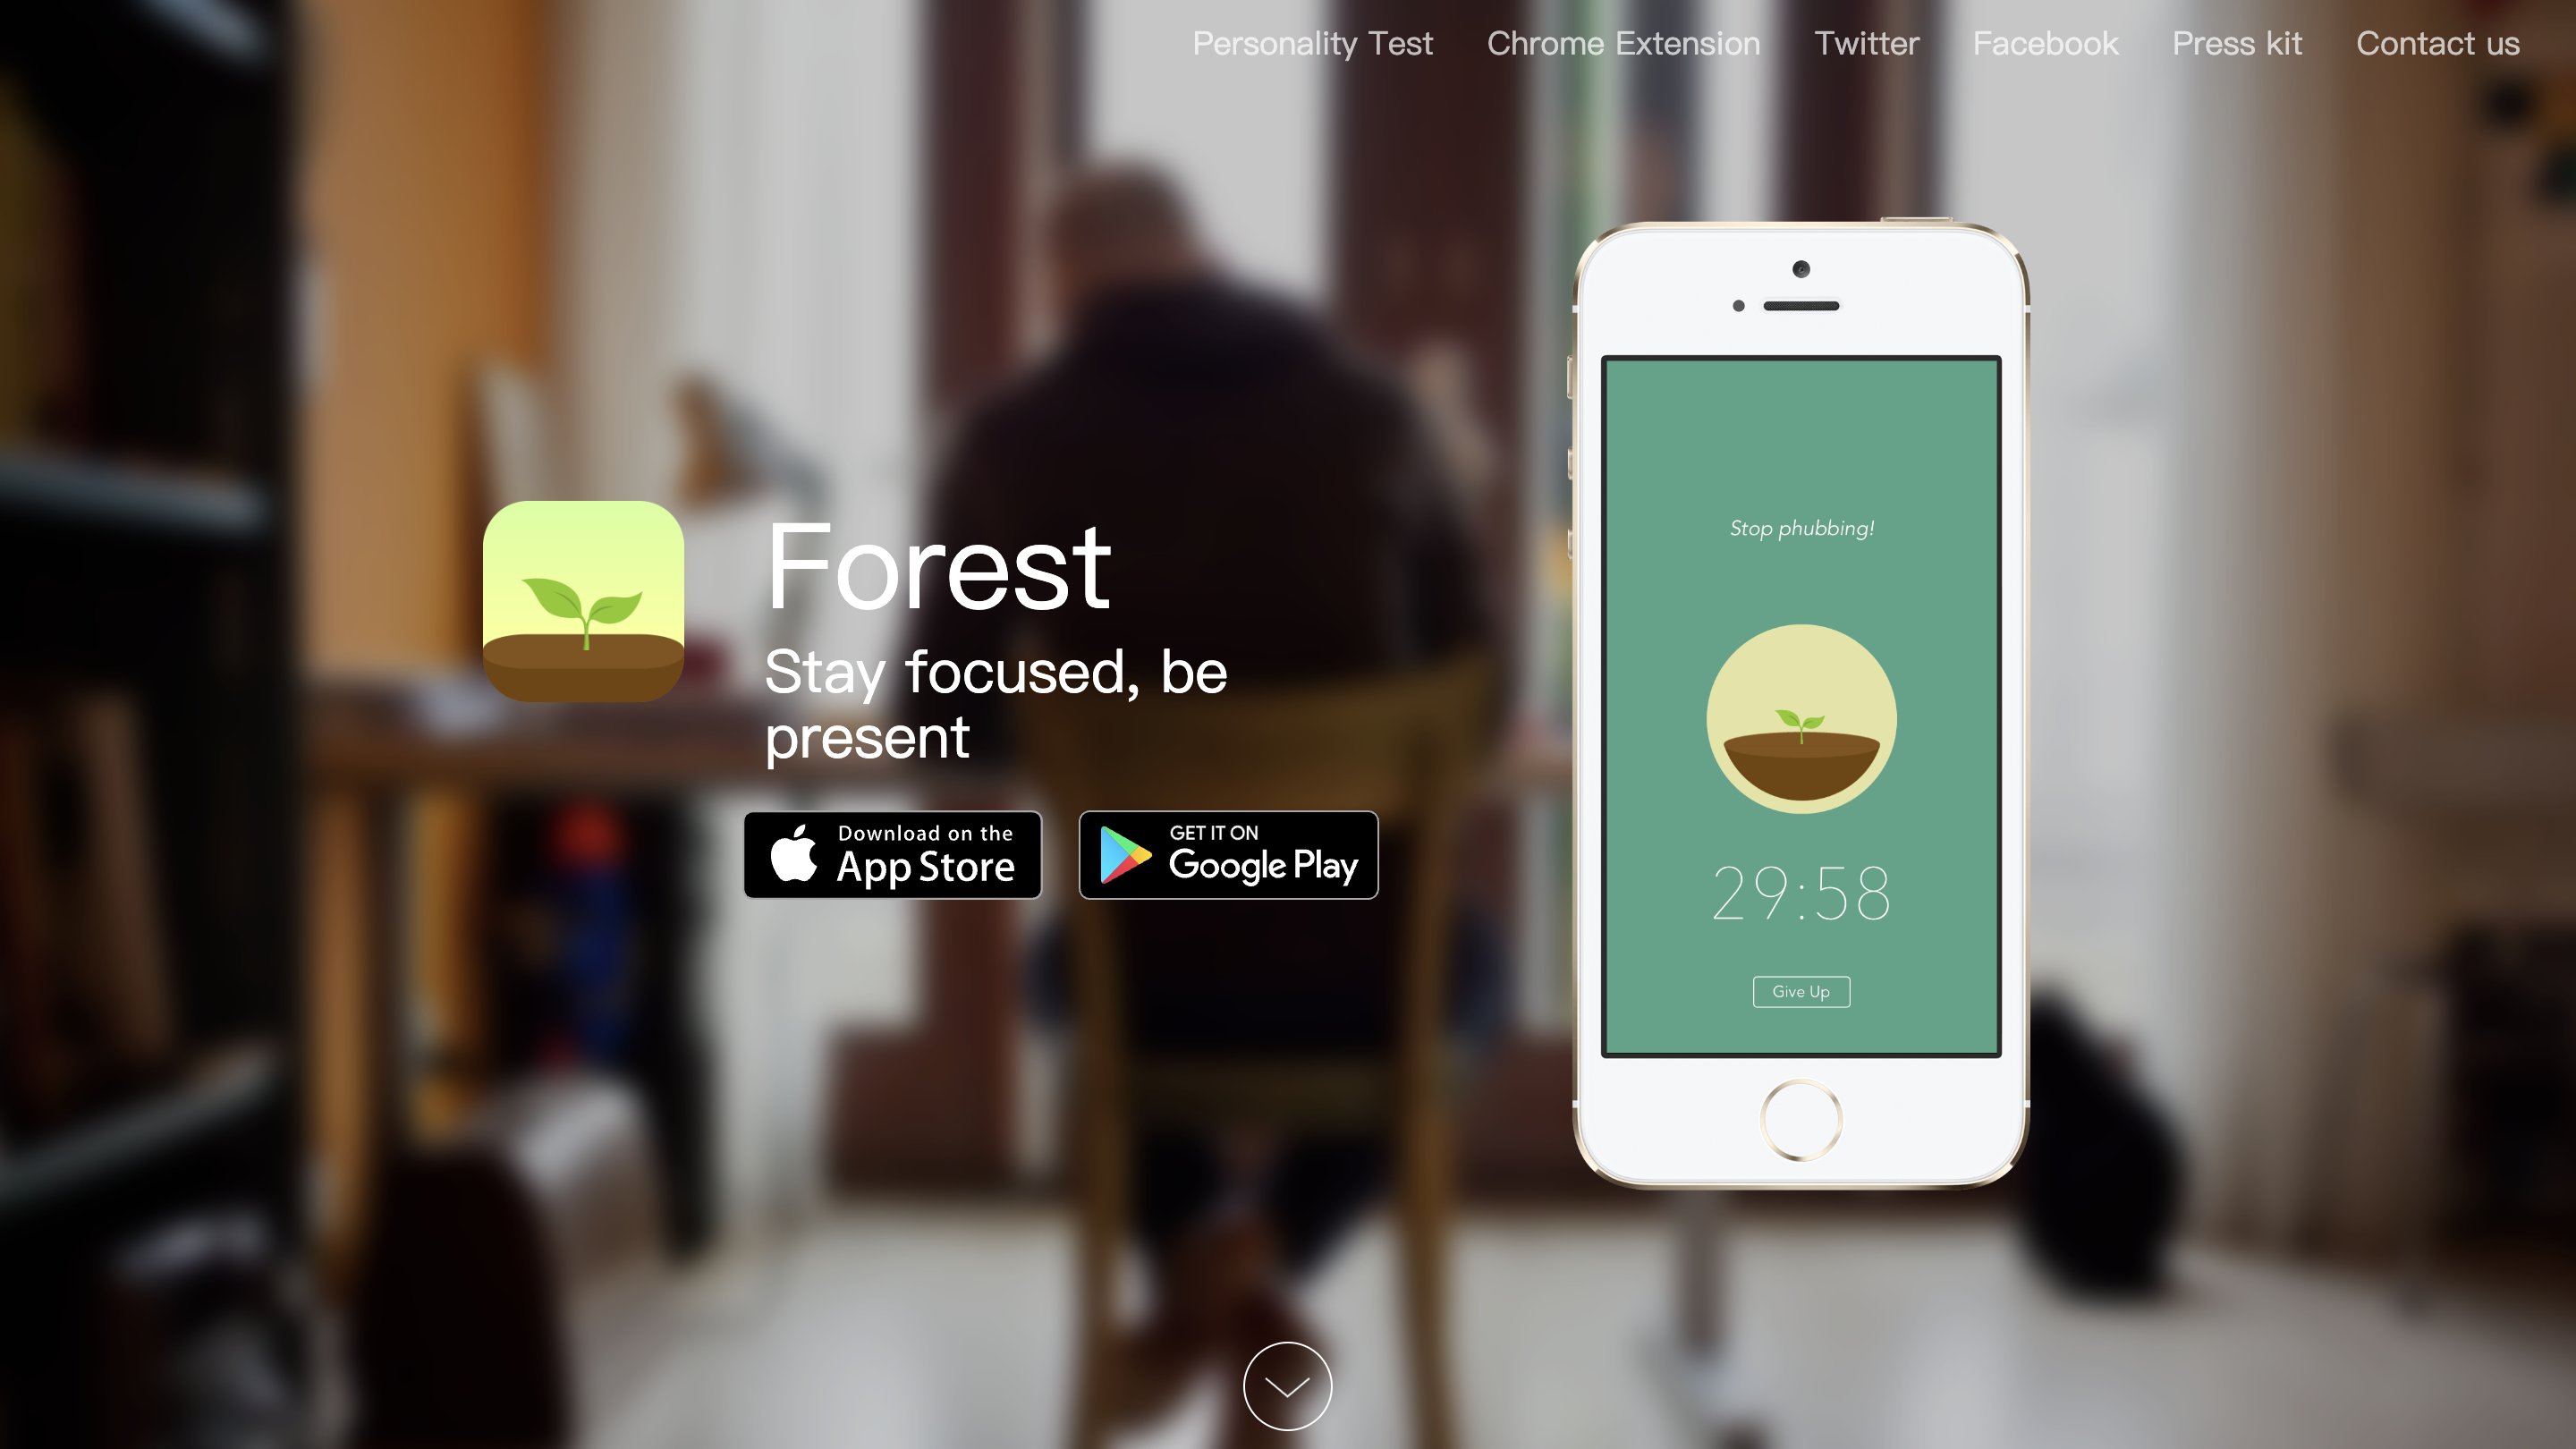 Personality Test Chrome Extension Twitter Facebook Press kit Contact us
Forest
Stay focused, be
present
Download on the
App Store
GET IT ON
Google Play
Stop phubbing!
29:58
Give Up